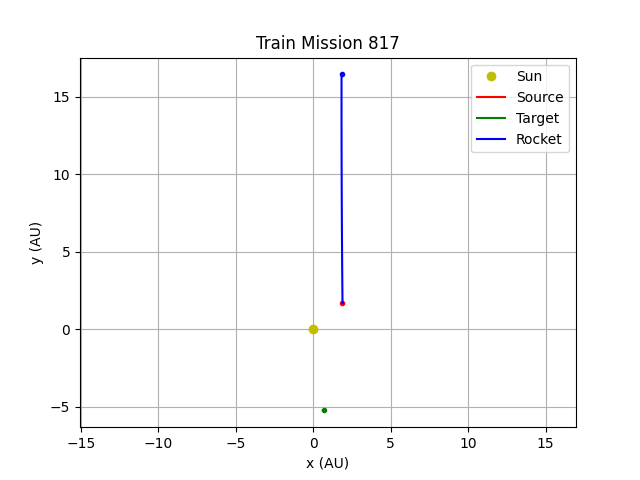 Train Mission 817
Sun
Source
Target
Rocket
15
10
5
0
−5
y (AU)
−15
−10
−5
0
5
10
15
x (AU)